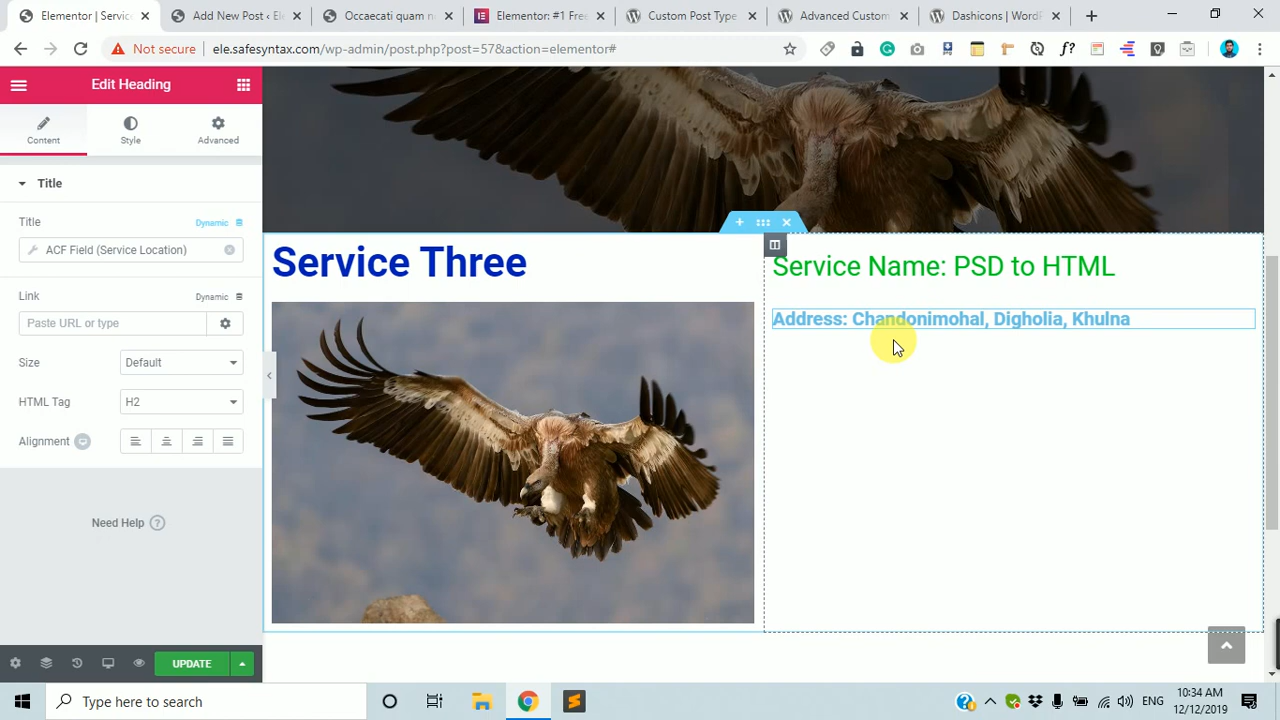 Elementor | Service
Add New Post ‹ Ele
Occaecati quam n
Elementor: #1 Free
Custom Post Type
Advanced Custom
Dashicons | WordP
Not secure
ele.safesyntax.com/wp-admin/post.php?post=57&action=elementor#
f?
Edit Heading
Content
Style
Advanced
Title
Title
Dynamic
ACF Field (Service Location)
Link
Dynamic
Paste URL or type
Size
Default
HTML Tag
H2
Alignment
Need Help
?
UPDATE
Service Three
Service Name: PSD to HTML
Address: Chandonimohal, Digholia, Khulna
Type here to search
ENG
10:34 AM
12/12/2019